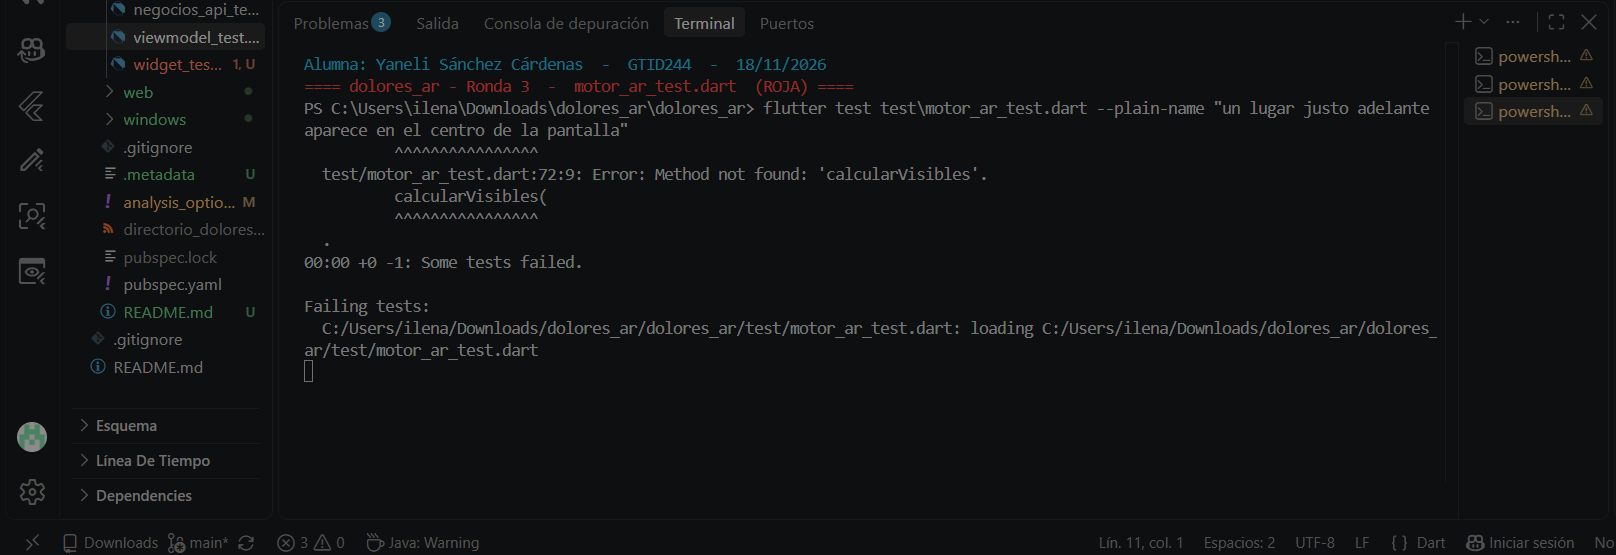 negocios_api_te...
viewmodel_test....
widget_tes... 1, U
web
windows
.gitignore
.metadata U
analysis_optio... M
directorio_dolores...
pubspec.lock
pubspec.yaml
README.md U
.gitignore
README.md
Esquema
Línea De Tiempo
Dependencies
Problemas 3 Salida Consola de depuración Terminal Puertos
Alumna: Yaneli Sánchez Cárdenas - GTID244 - 18/11/2026
==== dolores_ar - Ronda 3 - motor_ar_test.dart (ROJA) ====
PS C:\Users\ilena\Downloads\dolores_ar\dolores_ar> flutter test test\motor_ar_test.dart --plain-name "un lugar justo adelante
aparece en el centro de la pantalla"
^^^^^^^^^^^^^^^^
test/motor_ar_test.dart:72:9: Error: Method not found: 'calcularVisibles'.
calcularVisibles(
^^^^^^^^^^^^^^^^
.
00:00 +0 -1: Some tests failed.
Failing tests:
C:/Users/ilena/Downloads/dolores_ar/dolores_ar/test/motor_ar_test.dart: loading C:/Users/ilena/Downloads/dolores_ar/dolores_
ar/test/motor_ar_test.dart
powersh...
powersh...
powersh...
Downloads main* 3 0 Java: Warning Lín. 11, col. 1 Espacios: 2 UTF-8 LF { } Dart Iniciar sesión No